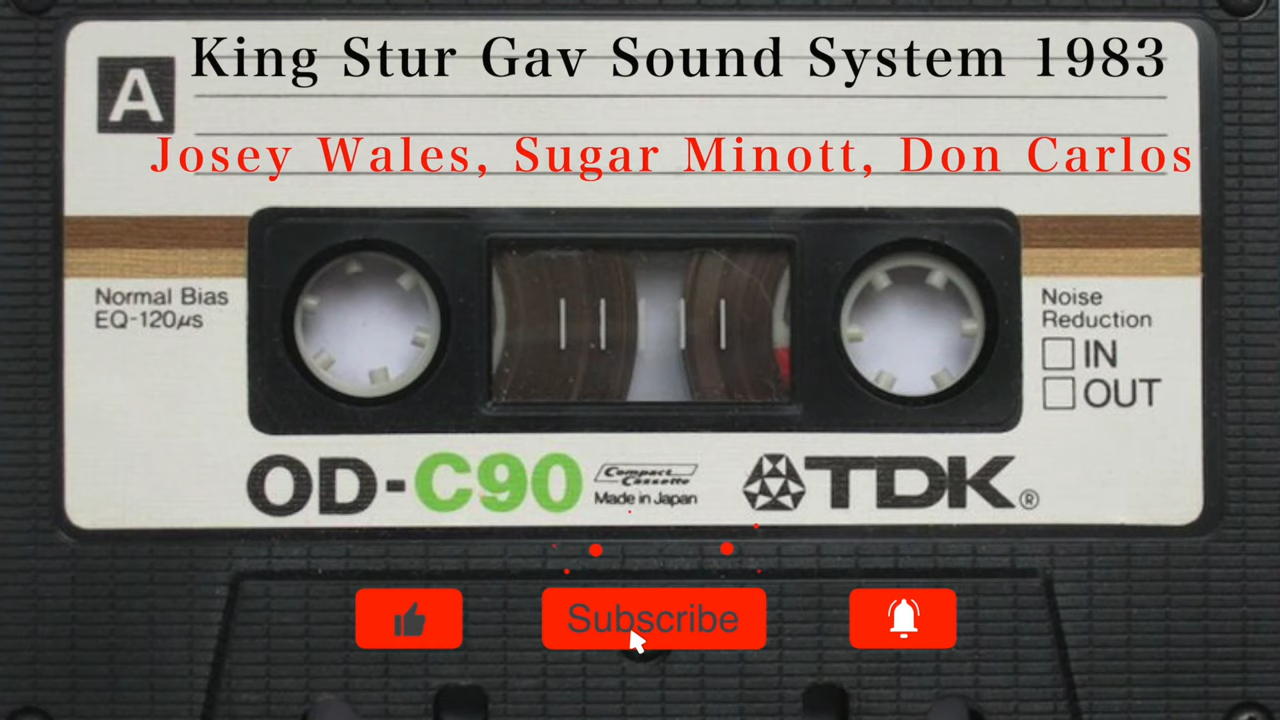 King Stur Gav Sound System 1983
A
Josey Wales, Sugar Minott, Don Carlos
Normal Bias
EQ-120µs
Noise
Reduction
IN
OUT
OD-C90
Compact
Cassette
Made in Japan
TDK®
Subscribe